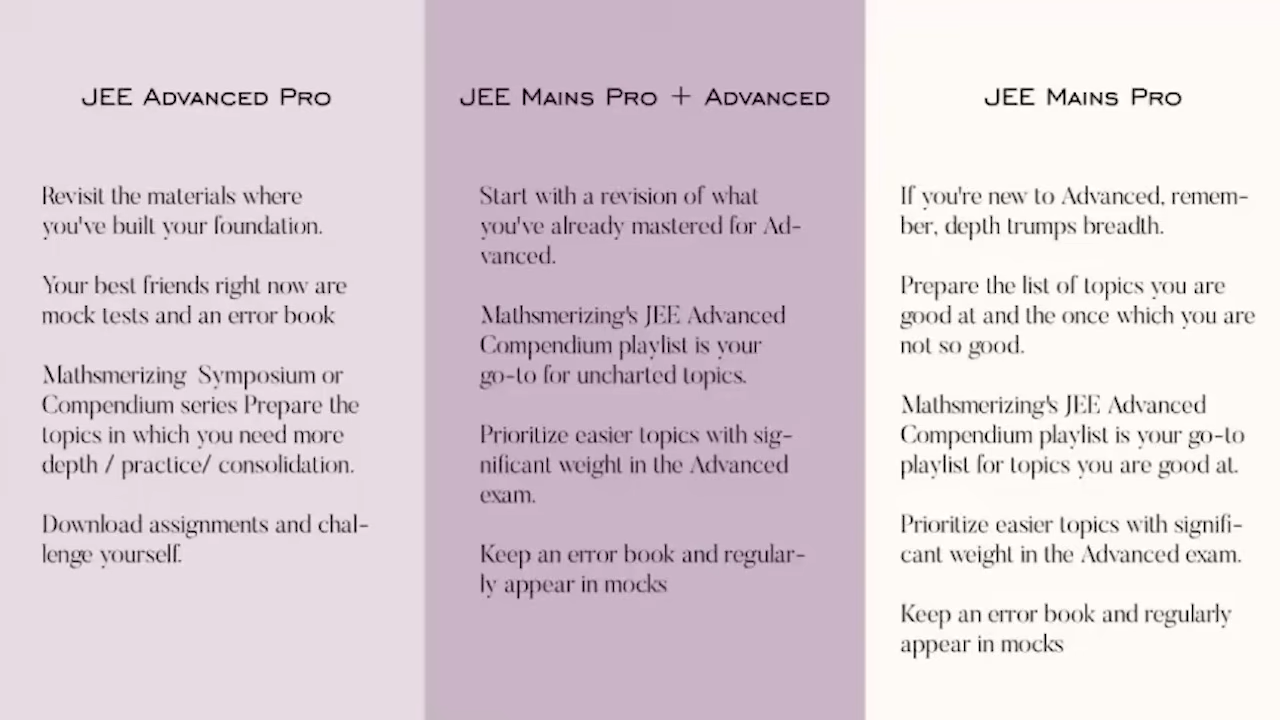 JEE ADVANCED PRO
Revisit the materials where
you've built your foundation.
Your best friends right now are
mock tests and an error book
Mathsmerizing Symposium or
Compendium series Prepare the
topics in which you need more
depth / practice/ consolidation.
Download assignments and chal-
lenge yourself.
JEE MAINS PRO + ADVANCED
Start with a revision of what
you've already mastered for Ad-
vanced.
Mathsmerizing's JEE Advanced
Compendium playlist is your
go-to for uncharted topics.
Prioritize easier topics with sig-
nificant weight in the Advanced
exam.
Keep an error book and regular-
ly appear in mocks
JEE MAINS PRO
If you're new to Advanced, remem-
ber, depth trumps breadth.
Prepare the list of topics you are
good at and the once which you are
not so good.
Mathsmerizing's JEE Advanced
Compendium playlist is your go-to
playlist for topics you are good at.
Prioritize easier topics with signifi-
cant weight in the Advanced exam.
Keep an error book and regularly
appear in mocks